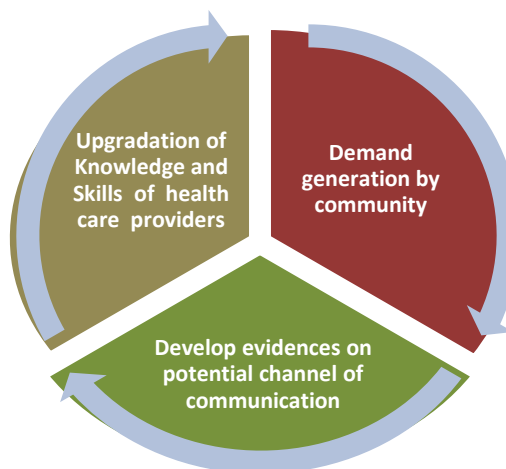 Upgradation of
Knowledge and
Skills of health
care providers
Demand
generation by
community
Develop evidences on
potential channel of
communication